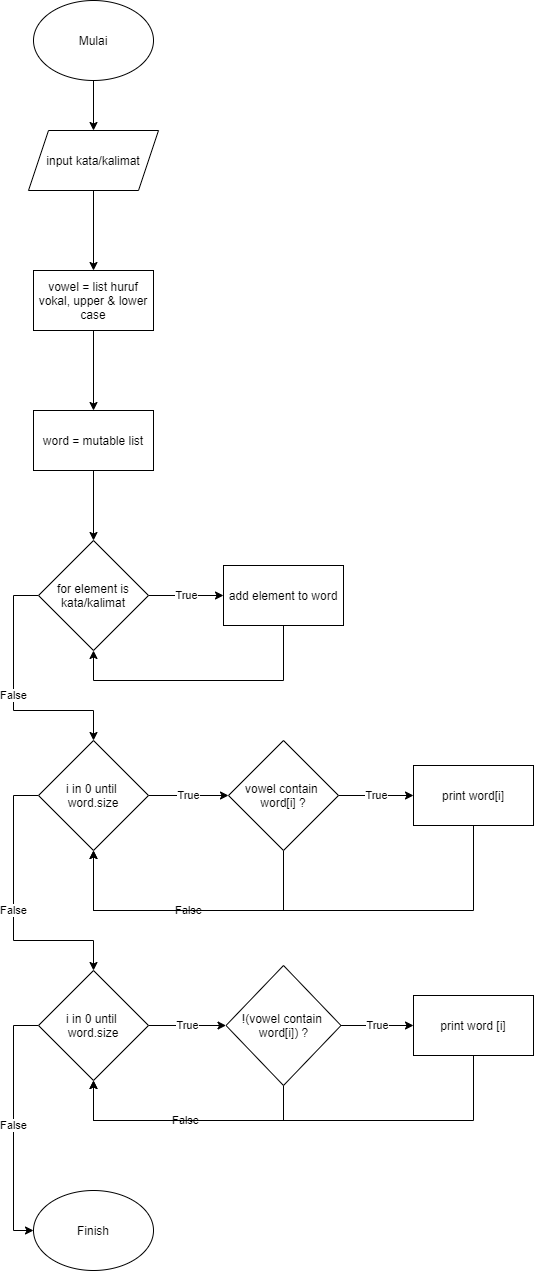 Mulai
input kata/kalimat
vowel = list huruf
vokal, upper & lower
case
word = mutable list
for element is
kata/kalimat
True
add element to word
False
i in 0 until
word.size
True
vowel contain
word[i] ?
True
print word[i]
False
False
i in 0 until
word.size
True
!(vowel contain
word[i]) ?
True
print word [i]
False
False
Finish